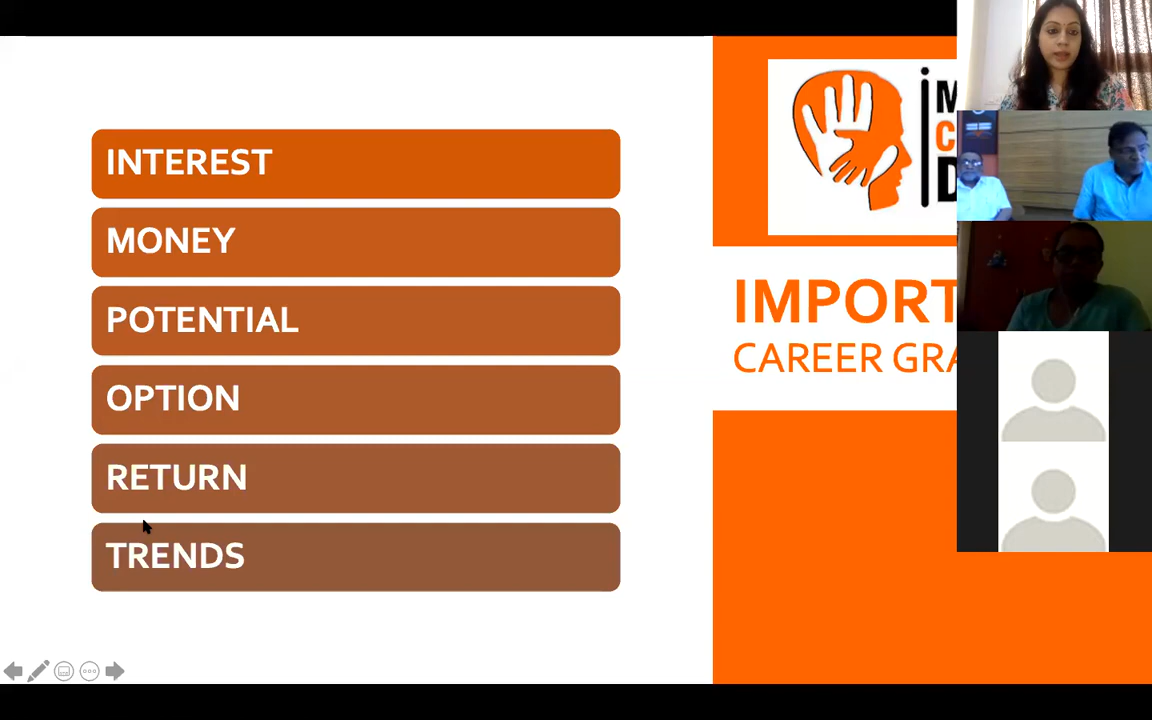 INTEREST
MONEY
POTENTIAL
OPTION
RETURN
TRENDS
IMPORT
CAREER GRA